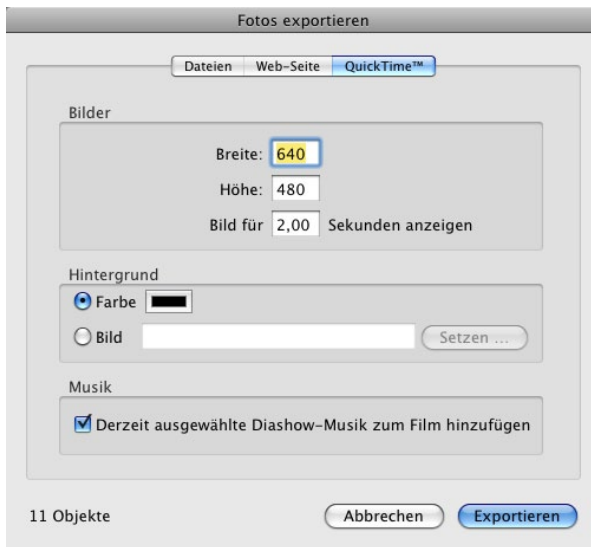 Fotos exportieren
Dateien Web-Seite QuickTime™
Bilder
Breite: 640
Höhe: 480
Bild für 2,00 Sekunden anzeigen
Hintergrund
Farbe
Bild Setzen ...
Musik
Derzeit ausgewählte Diashow-Musik zum Film hinzufügen
11 Objekte Abbrechen Exportieren